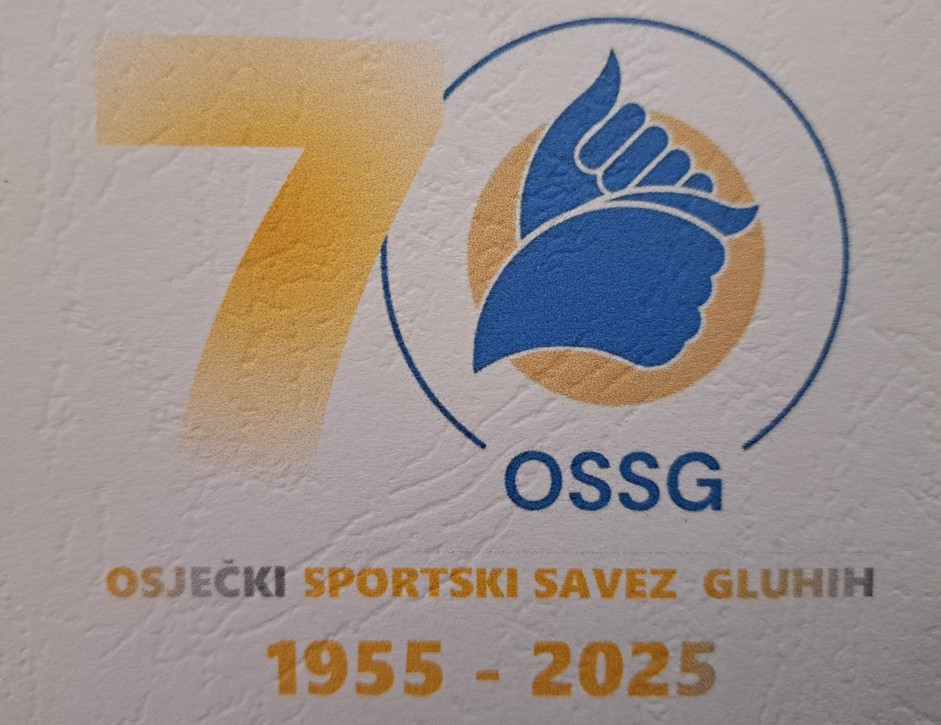 70
OSSG
OSJEČKI SPORTSKI SAVEZ GLUHIH
1955 - 2025